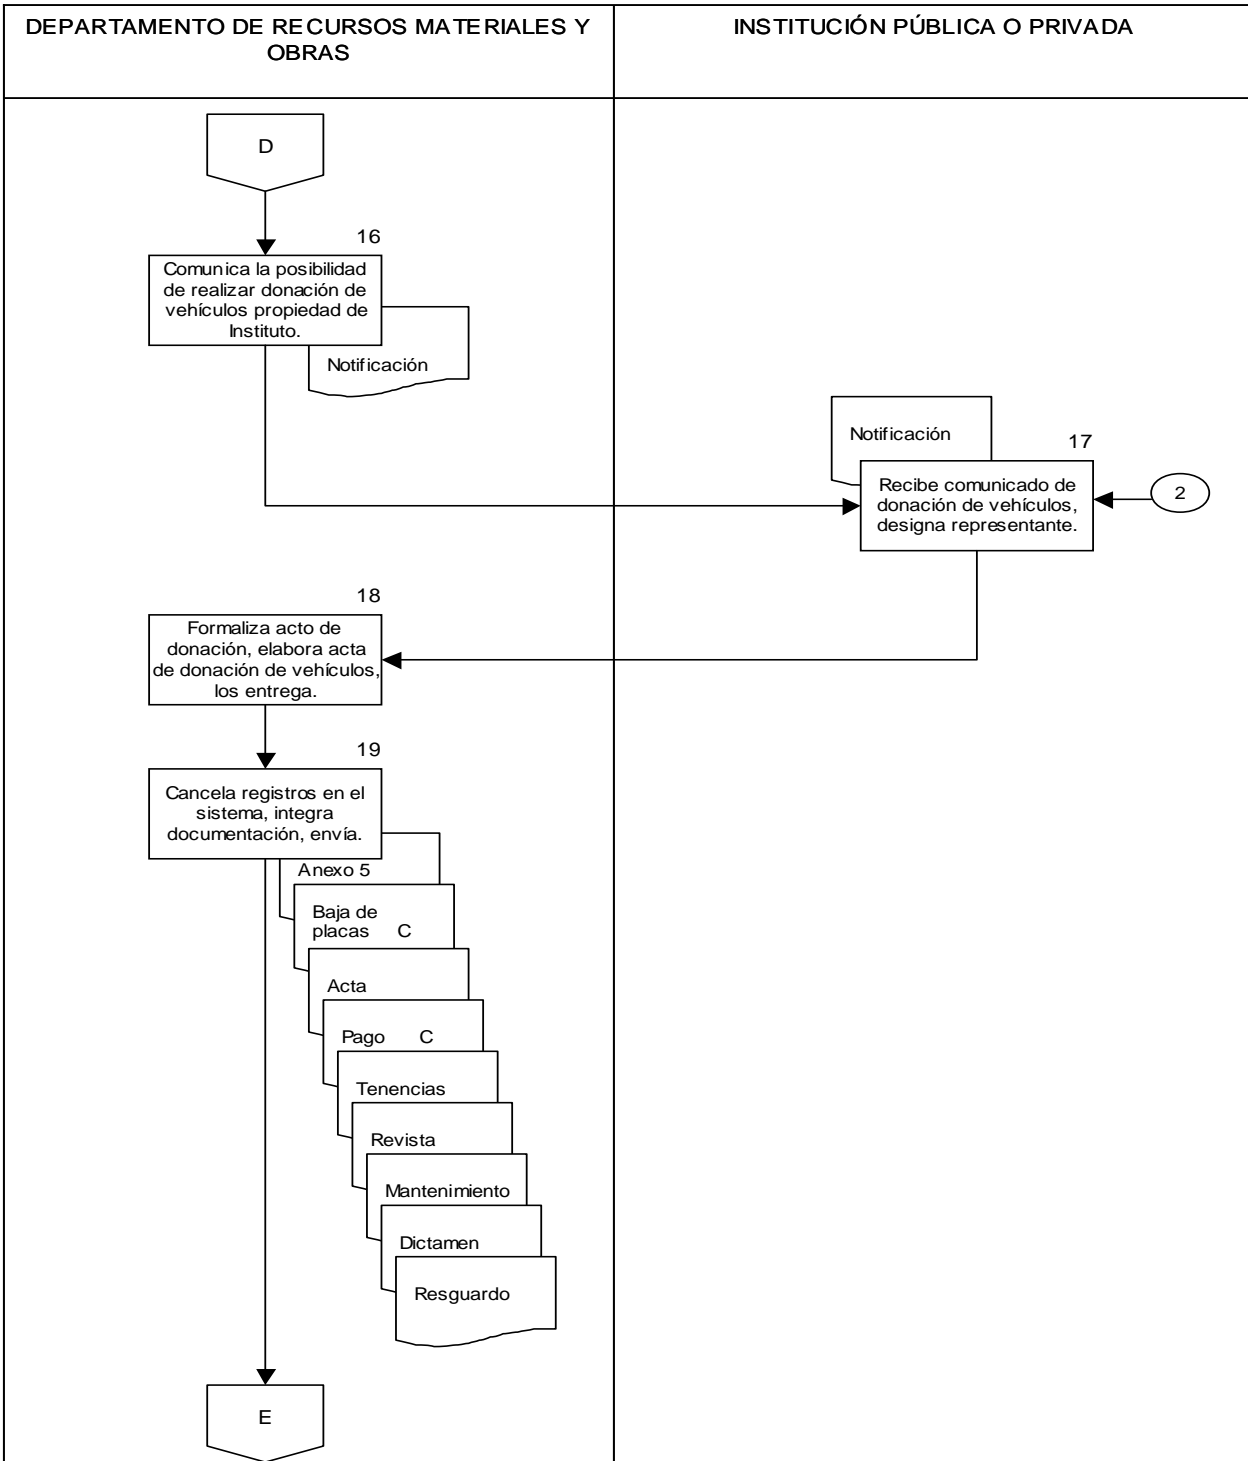 DEPARTAMENTO DE RECURSOS MATERIALES Y
OBRAS
INSTITUCIÓN PÚBLICA O PRIVADA
D
16
Comunica la posibilidad
de realizar donación de
vehículos propiedad de
Instituto.
Notificación
Notificación
17
Recibe comunicado de
donación de vehículos,
designa representante.
2
18
Formaliza acto de
donación, elabora acta
de donación de vehículos,
los entrega.
19
Cancela registros en el
sistema, integra
documentación, envía.
Anexo 5
Baja de
placas C
Acta
Pago C
Tenencias
Revista
Mantenimiento
Dictamen
Resguardo
E